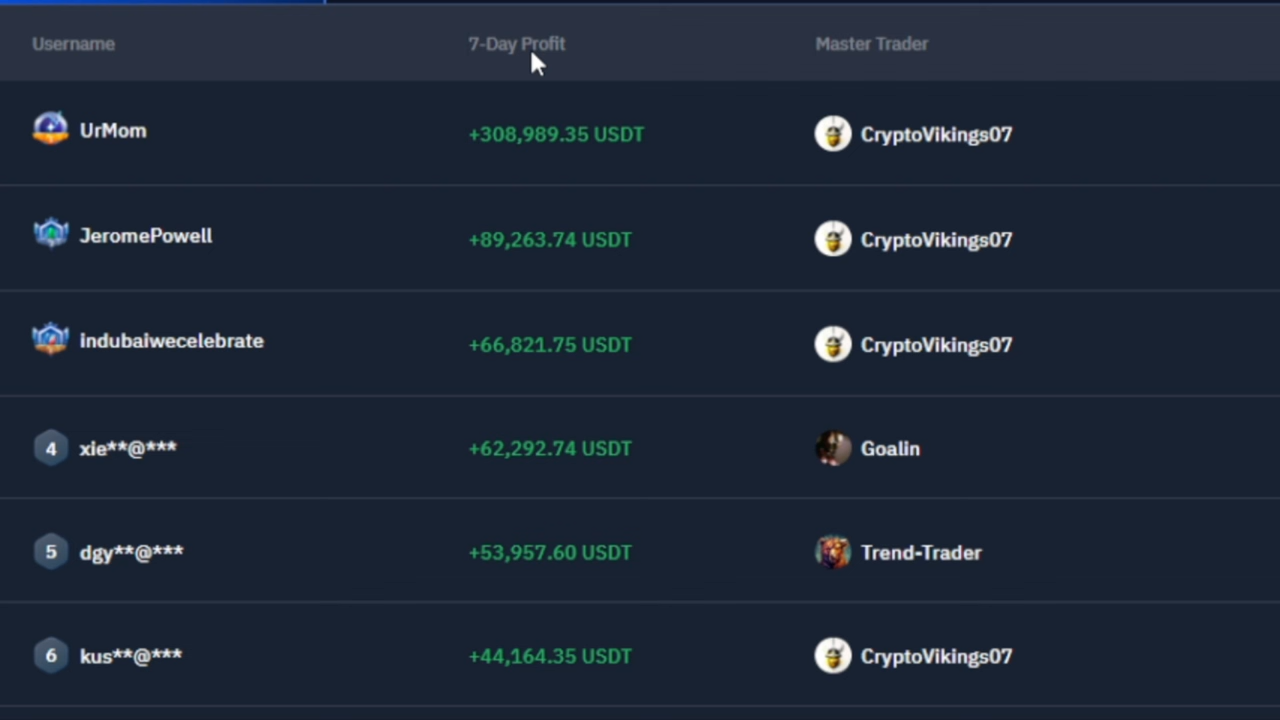 Username 7-Day Profit Master Trader
UrMom +308,989.35 USDT CryptoVikings07
JeromePowell +89,263.74 USDT CryptoVikings07
indubaiwecelebrate +66,821.75 USDT CryptoVikings07
4 xie**@*** +62,292.74 USDT Goalin
5 dgy**@*** +53,957.60 USDT Trend-Trader
6 kus**@*** +44,164.35 USDT CryptoVikings07